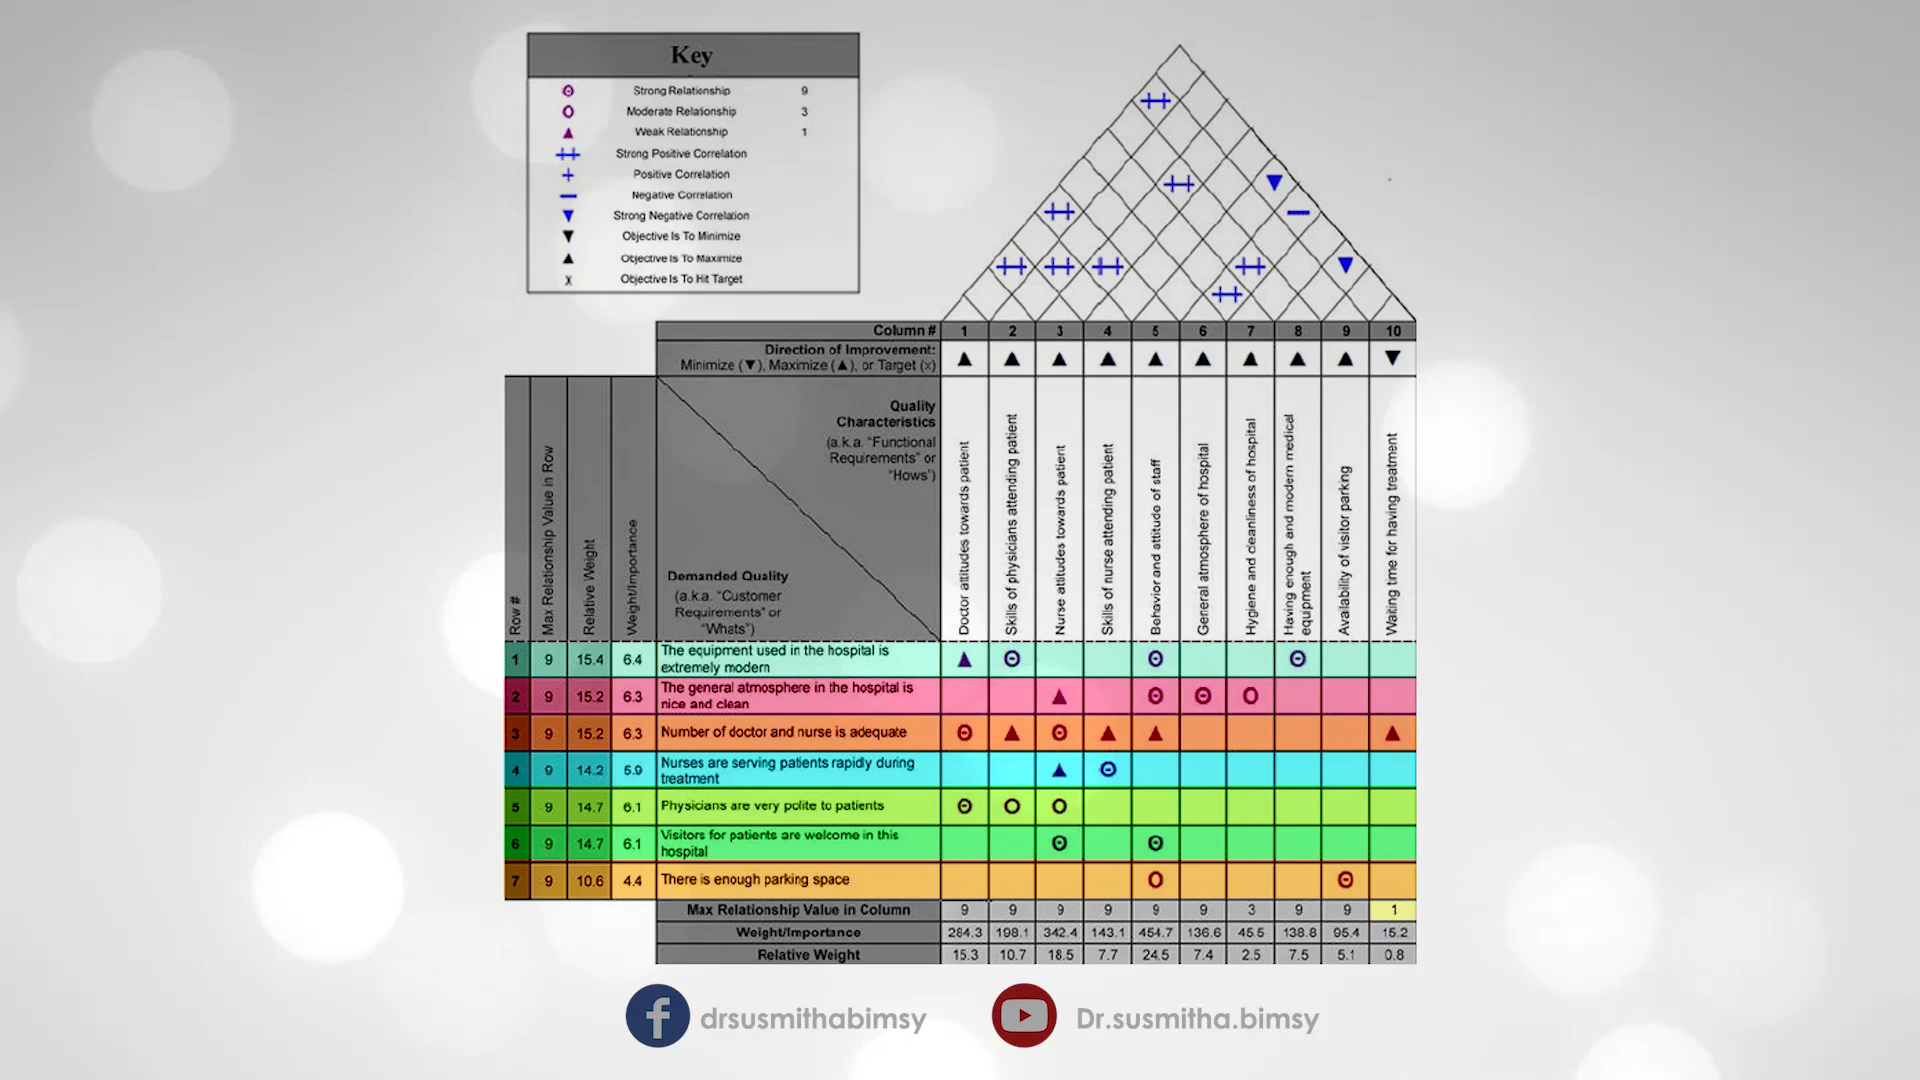 Key
Strong Relationship 9
Moderate Relationship 3
Weak Relationship 1
Strong Positive Correlation
Positive Correlation
Negative Correlation
Strong Negative Correlation
Objective Is To Minimize
Objective Is To Maximize
x Objective Is To Hit Target
Column # 1 2 3 4 5 6 7 8 9 10
Direction of Improvement:
Minimize (▼), Maximize (▲), or Target (x)
Quality
Characteristics
(a.k.a. "Functional
Requirements" or
"Hows")
Row #
Max Relationship Value in Row
Relative Weight
Weight/Importance
Demanded Quality
(a.k.a. "Customer
Requirements" or
"Whats")
Doctor attitudes towards patient
Skills of physicians attending patient
Nurse attitudes towards patient
Skills of nurse attending patient
Behavior and attitude of staff
General atmosphere of hospital
Hygiene and cleanliness of hospital
Having enough and modern medical
equipment
Availability of visitor parking
Waiting time for having treatment
1 9 15.4 6.4 The equipment used in the hospital is
extremely modern
2 9 15.2 6.3 The general atmosphere in the hospital is
nice and clean
3 9 15.2 6.3 Number of doctor and nurse is adequate
4 9 14.2 5.9 Nurses are serving patients rapidly during
treatment
5 9 14.7 6.1 Physicians are very polite to patients
6 9 14.7 6.1 Visitors for patients are welcome in this
hospital
7 9 10.6 4.4 There is enough parking space
Max Relationship Value in Column 9 9 9 9 9 9 3 9 9 1
Weight/Importance 284.3 198.1 342.4 143.1 454.7 136.6 45.5 138.8 95.4 15.2
Relative Weight 15.3 10.7 18.5 7.7 24.5 7.4 2.5 7.5 5.1 0.8
drsusmithabimsy
Dr.susmitha.bimsy